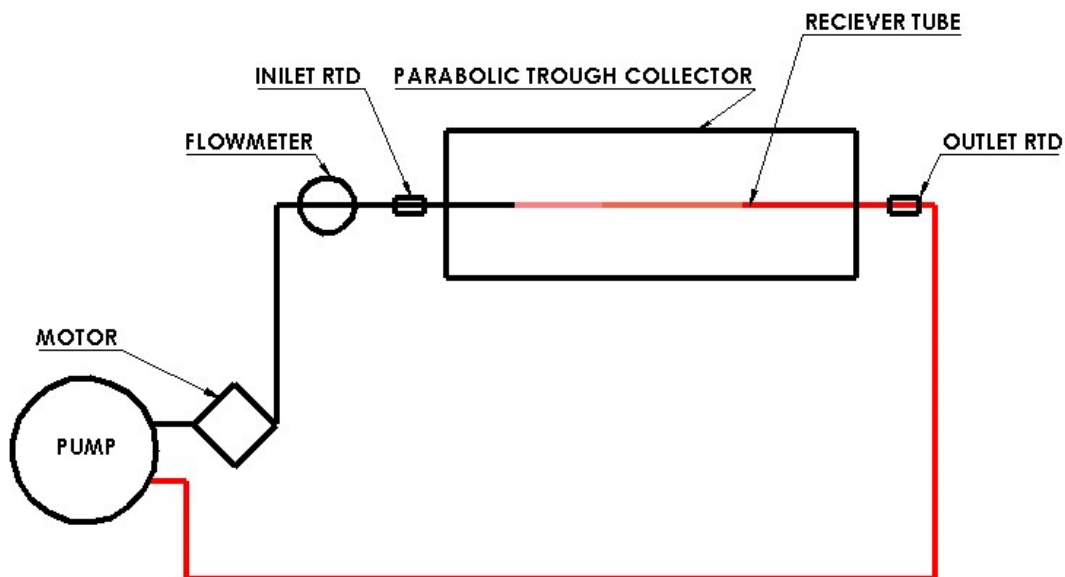 RECIEVER TUBE
INILET RTD
PARABOLIC TROUGH COLLECTOR
FLOWMETER
OUTLET RTD
MOTOR
PUMP